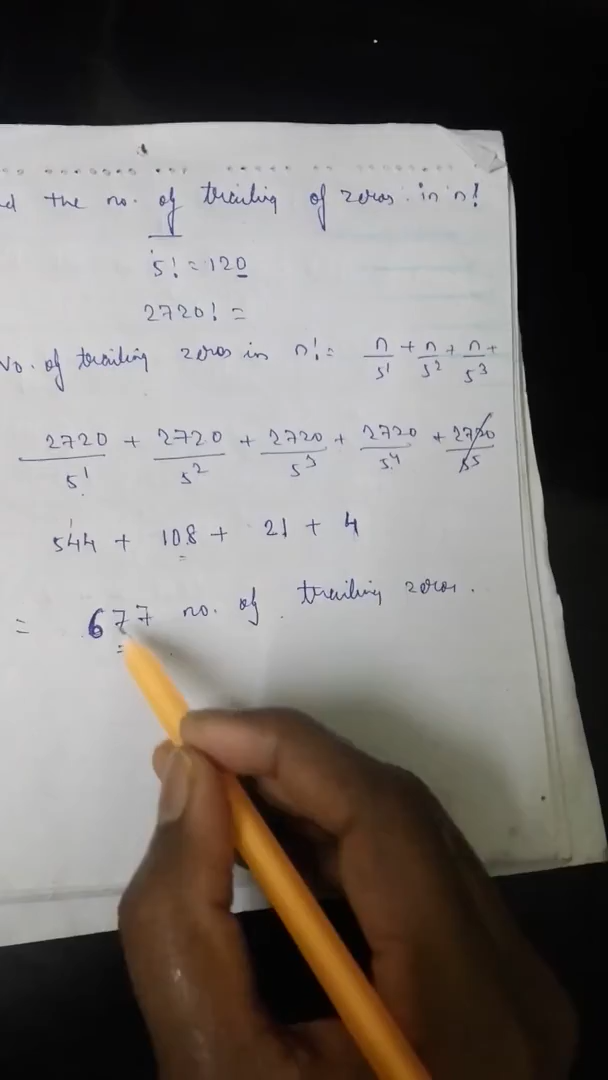 the no. of trailing of zeros in n!
5! = 120
2720! =
No. of trailing zeros in n! = n/5¹ + n/5² + n/5³ +
2720/5¹ + 2720/5² + 2720/5³ + 2720/5⁴ + 2720/55
544 + 108 + 21 + 4
= 677 no. of trailing zeros.